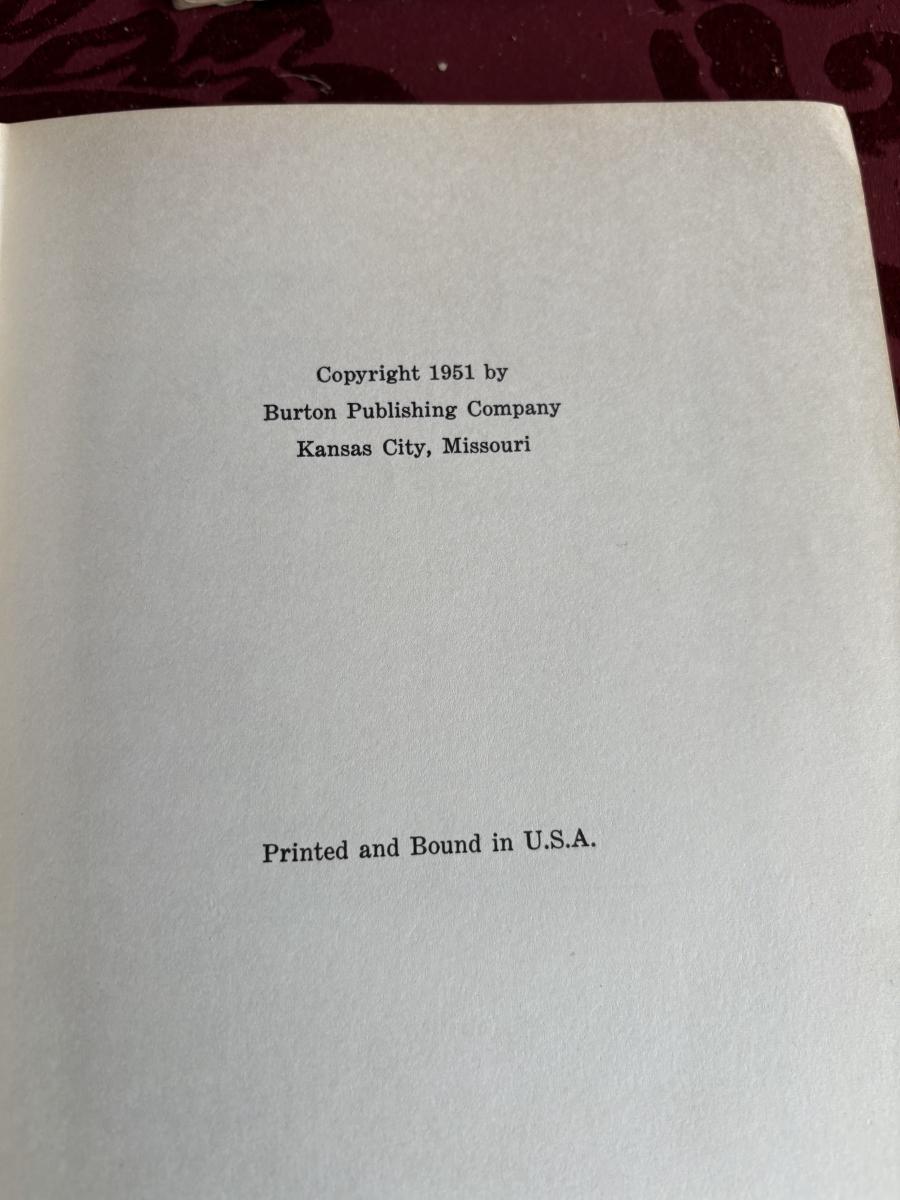 Copyright 1951 by
Burton Publishing Company
Kansas City, Missouri
Printed and Bound in U.S.A.